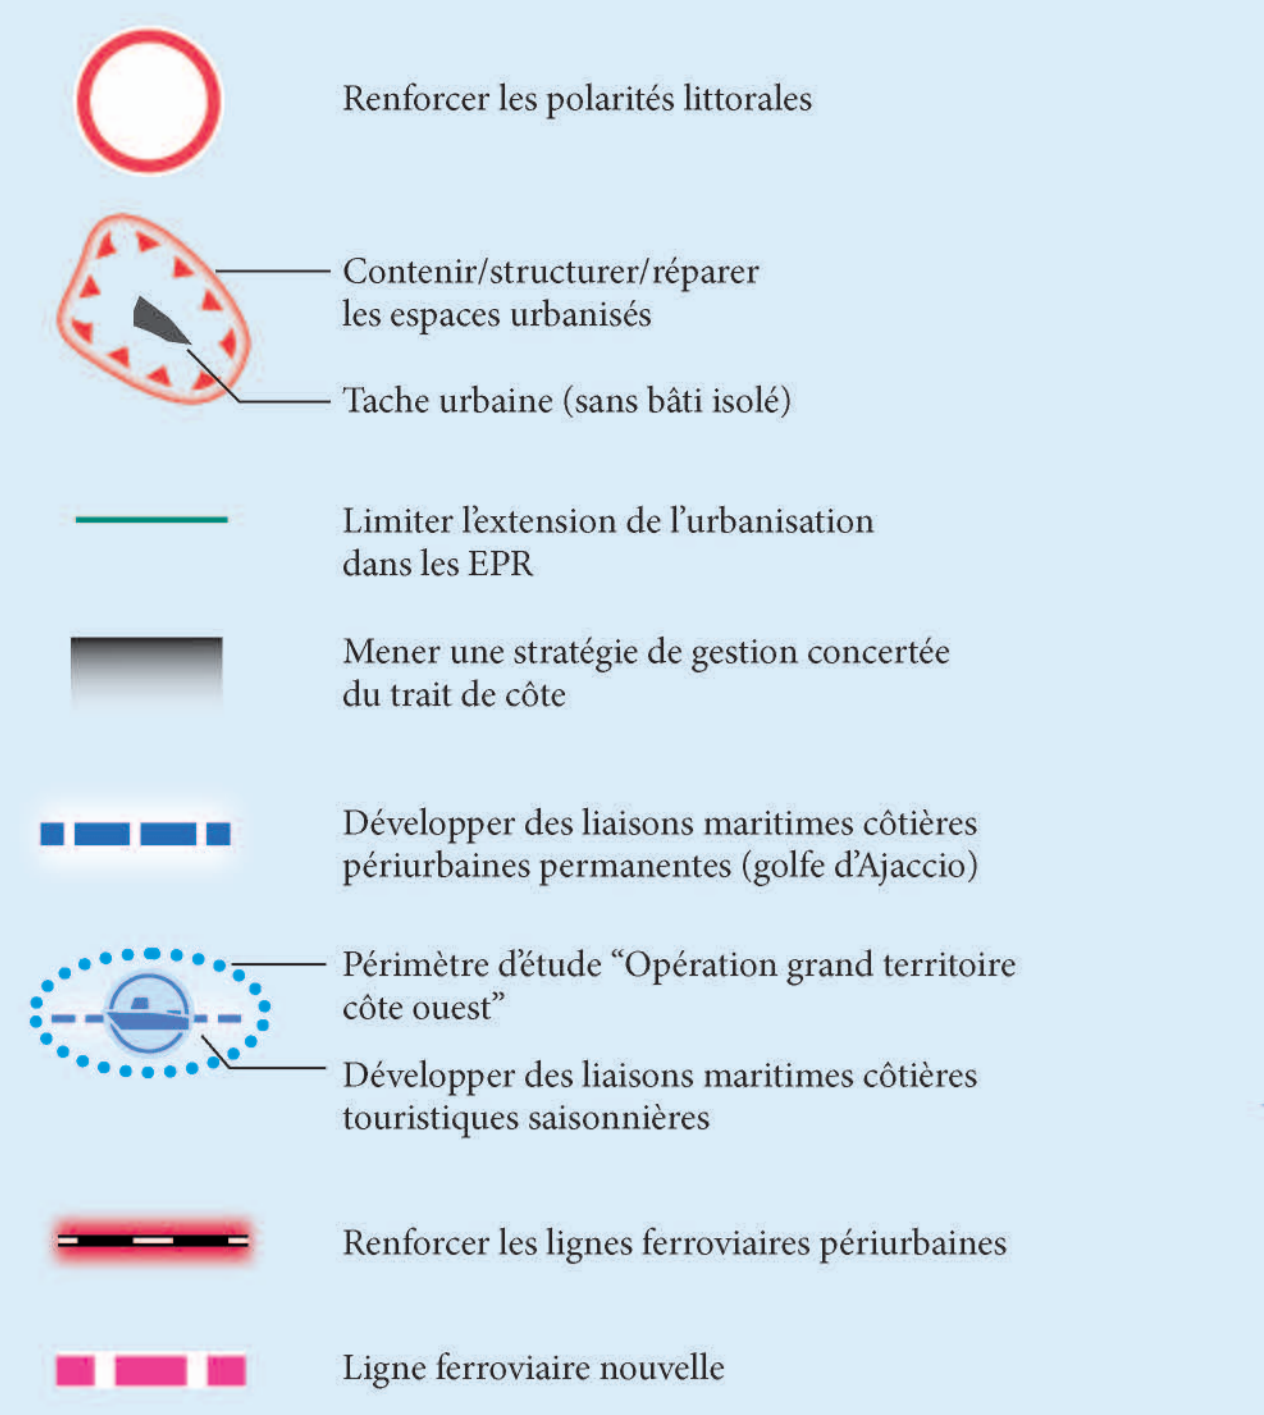 Renforcer les polarités littorales
Contenir/structurer/réparer
les espaces urbanisés
Tache urbaine (sans bâti isolé)
Limiter l’extension de l’urbanisation
dans les EPR
Mener une stratégie de gestion concertée
du trait de côte
Développer des liaisons maritimes côtières
périurbaines permanentes (golfe d’Ajaccio)
Périmètre d’étude “Opération grand territoire
côte ouest”
Développer des liaisons maritimes côtières
touristiques saisonnières
Renforcer les lignes ferroviaires périurbaines
Ligne ferroviaire nouvelle